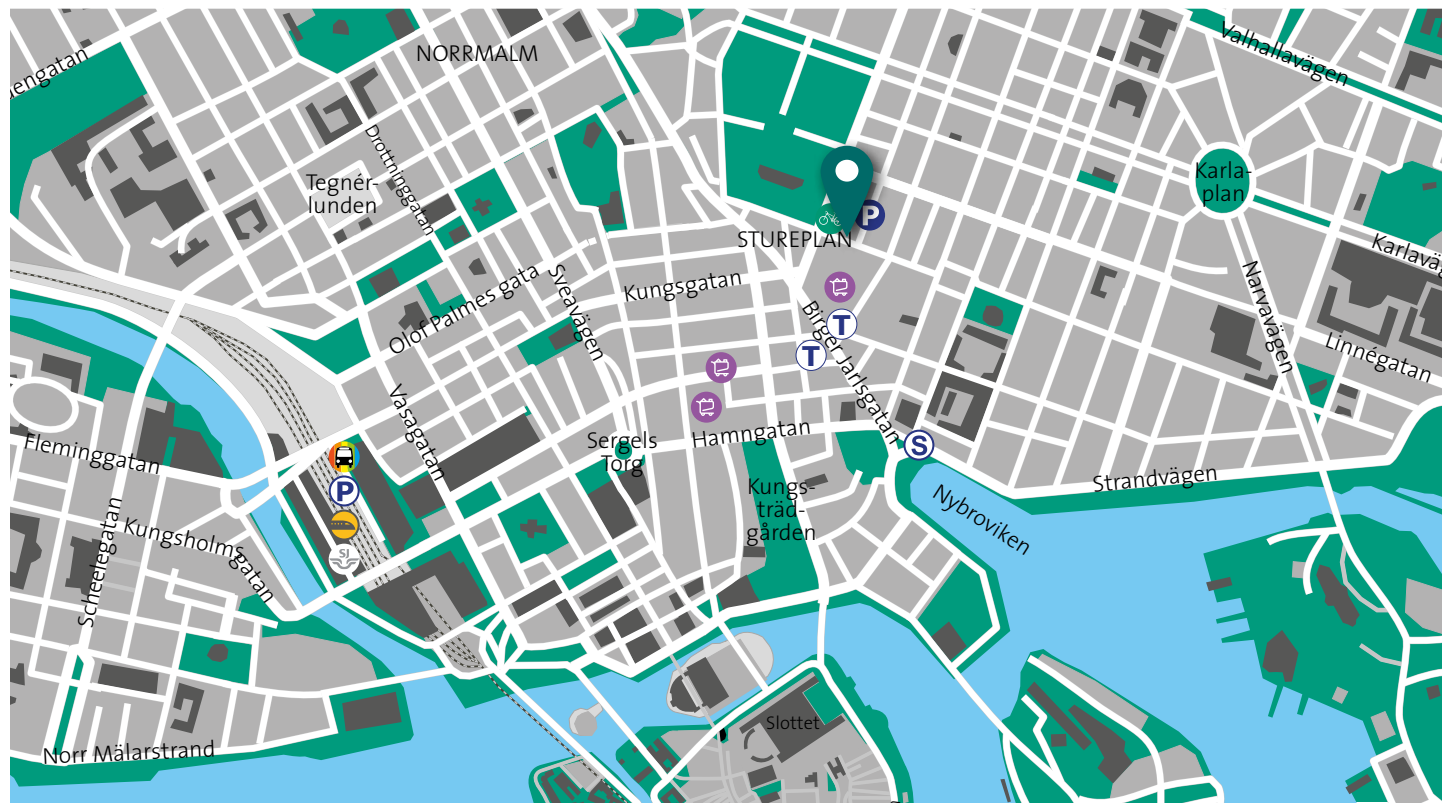 NORRMALM
Valhallavägen
Drottninggatan
Tegnér-
lunden
Karla-
plan
P
STUREPLAN
Narvavägen
Olof Palmes gata
Sveavägen
Kungsgatan
Birger Jarlsgatan
T
T
Linnégatan
Vasagatan
Fleminggatan
Sergels
Torg
Hamngatan
S
Strandvägen
P
Kungs-
träd-
gården
Nybroviken
Scheelegatan
Kungsholmsgatan
SJ
Slottet
Norr Mälarstrand